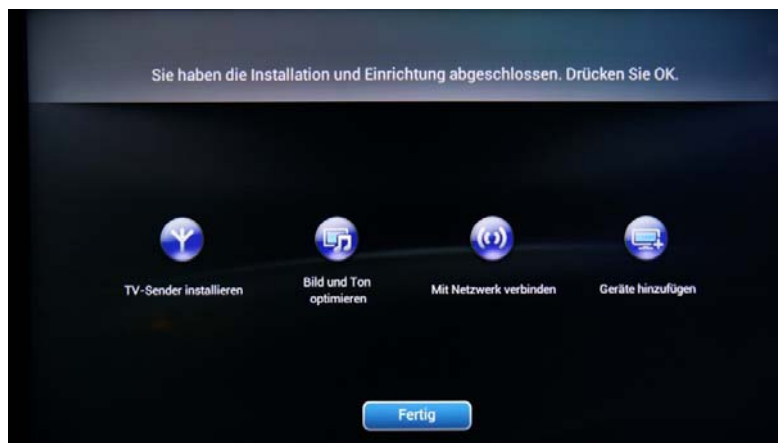 Sie haben die Installation und Einrichtung abgeschlossen. Drücken Sie OK.
TV-Sender installieren
Bild und Ton
optimieren
Mit Netzwerk verbinden
Geräte hinzufügen
Fertig